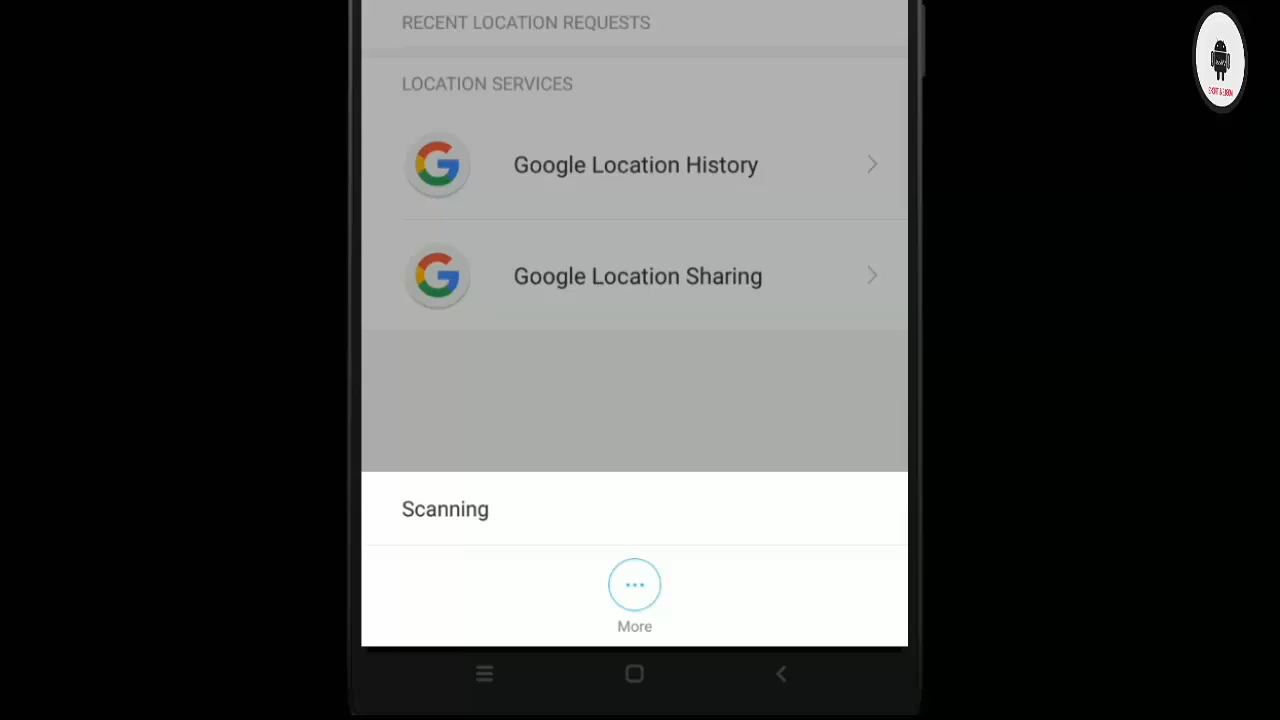 RECENT LOCATION REQUESTS
LOCATION SERVICES
Google Location History
Google Location Sharing
Scanning
More